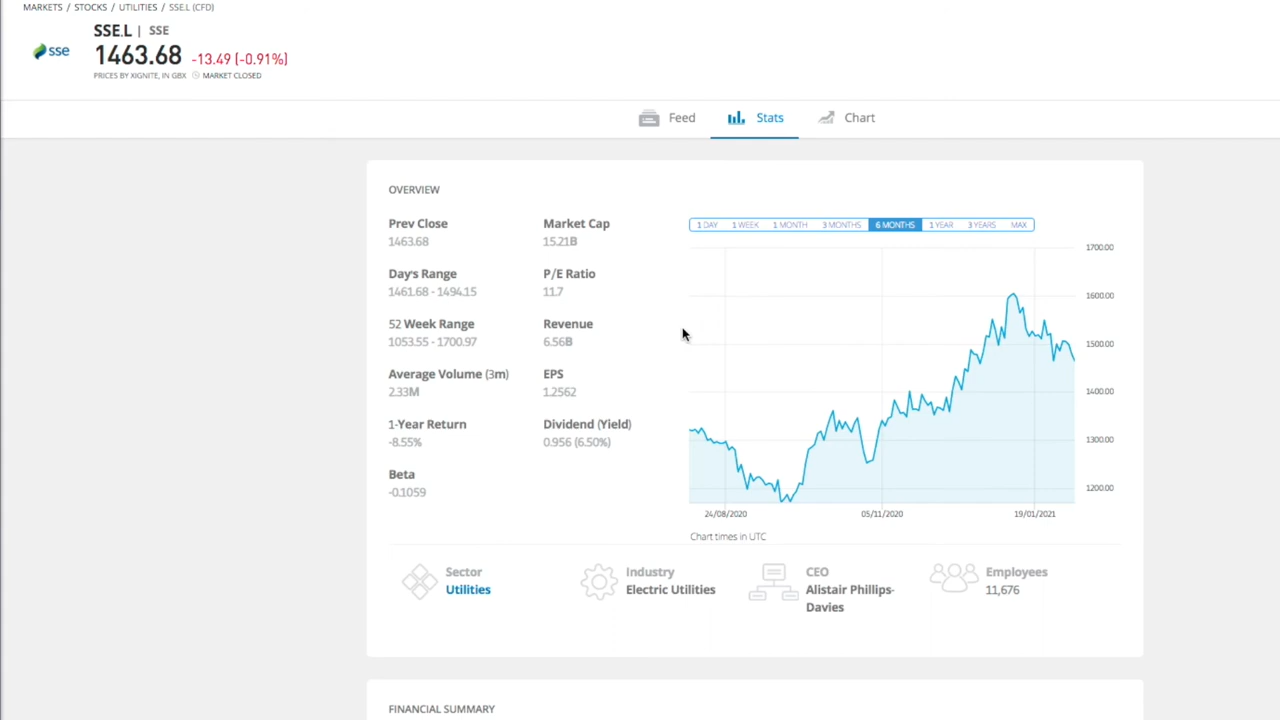 MARKETS / STOCKS / UTILITIES / SSE.L (CFD)
SSE.L | SSE
sse
1463.68 -13.49 (-0.91%)
PRICES BY XIGNITE, IN GBX MARKET CLOSED
Feed Stats Chart
OVERVIEW
Prev Close Market Cap
1463.68 15.21B
1 DAY 1 WEEK 1 MONTH 3 MONTHS 6 MONTHS 1 YEAR 3 YEARS MAX
Day's Range P/E Ratio
1461.68 - 1494.15 11.7
52 Week Range Revenue
1053.55 - 1700.97 6.56B
Average Volume (3m) EPS
2.33M 1.2562
1-Year Return Dividend (Yield)
-8.55% 0.956 (6.50%)
Beta
-0.1059
1700.00
1600.00
1500.00
1400.00
1300.00
1200.00
24/08/2020 05/11/2020 19/01/2021
Chart times in UTC
Sector
Utilities
Industry
Electric Utilities
CEO
Alistair Phillips-
Davies
Employees
11,676
FINANCIAL SUMMARY